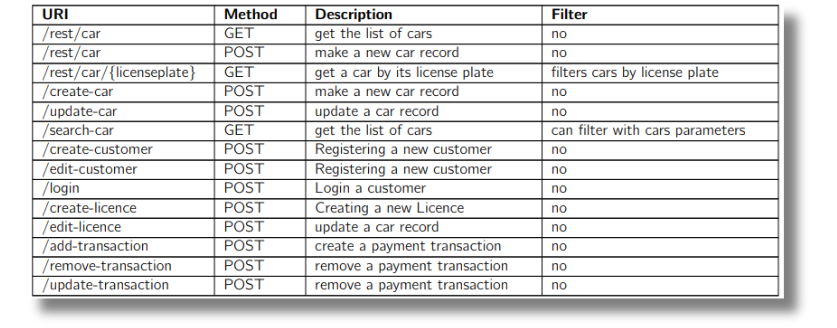 URI Method Description Filter
/rest/car GET get the list of cars no
/rest/car POST make a new car record no
/rest/car/{licenseplate} GET get a car by its license plate filters cars by license plate
/create-car POST make a new car record no
/update-car POST update a car record no
/search-car GET get the list of cars can filter with cars parameters
/create-customer POST Registering a new customer no
/edit-customer POST Registering a new customer no
/login POST Login a customer no
/create-licence POST Creating a new Licence no
/edit-licence POST update a car record no
/add-transaction POST create a payment transaction no
/remove-transaction POST remove a payment transaction no
/update-transaction POST remove a payment transaction no